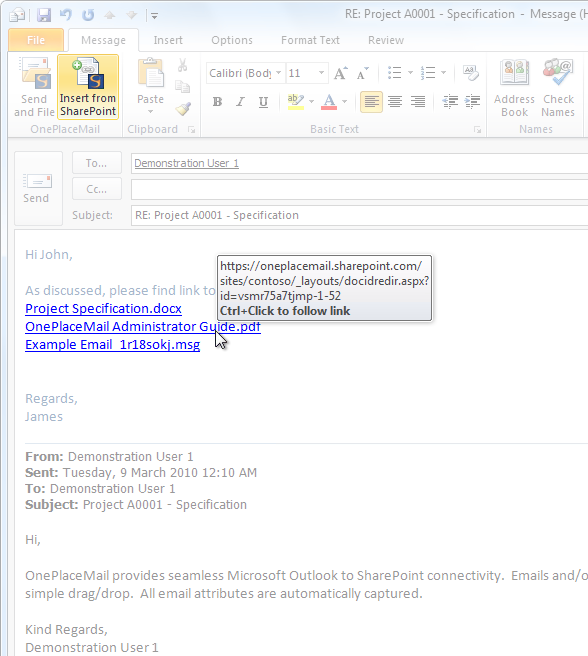 RE: Project A0001 - Specification - Message (H
File Message Insert Options Format Text Review
Send and File
Insert from SharePoint
OnePlaceMail
Paste
Clipboard
Calibri (Body 11
B I U
Basic Text
Address Book
Check Names
Names
Send
To... Demonstration User 1
Cc...
Subject: RE: Project A0001 - Specification
Hi John,
As discussed, please find link to
Project Specification.docx
OnePlaceMail Administrator Guide.pdf
Example Email_1r18sokj.msg
https://oneplacemail.sharepoint.com/
sites/contoso/_layouts/docidredir.aspx?
id=vsmr75a7tjmp-1-52
Ctrl+Click to follow link
Regards,
James
From: Demonstration User 1
Sent: Tuesday, 9 March 2010 12:10 AM
To: Demonstration User 1
Subject: Project A0001 - Specification
Hi,
OnePlaceMail provides seamless Microsoft Outlook to SharePoint connectivity. Emails and/o
simple drag/drop. All email attributes are automatically captured.
Kind Regards,
Demonstration User 1